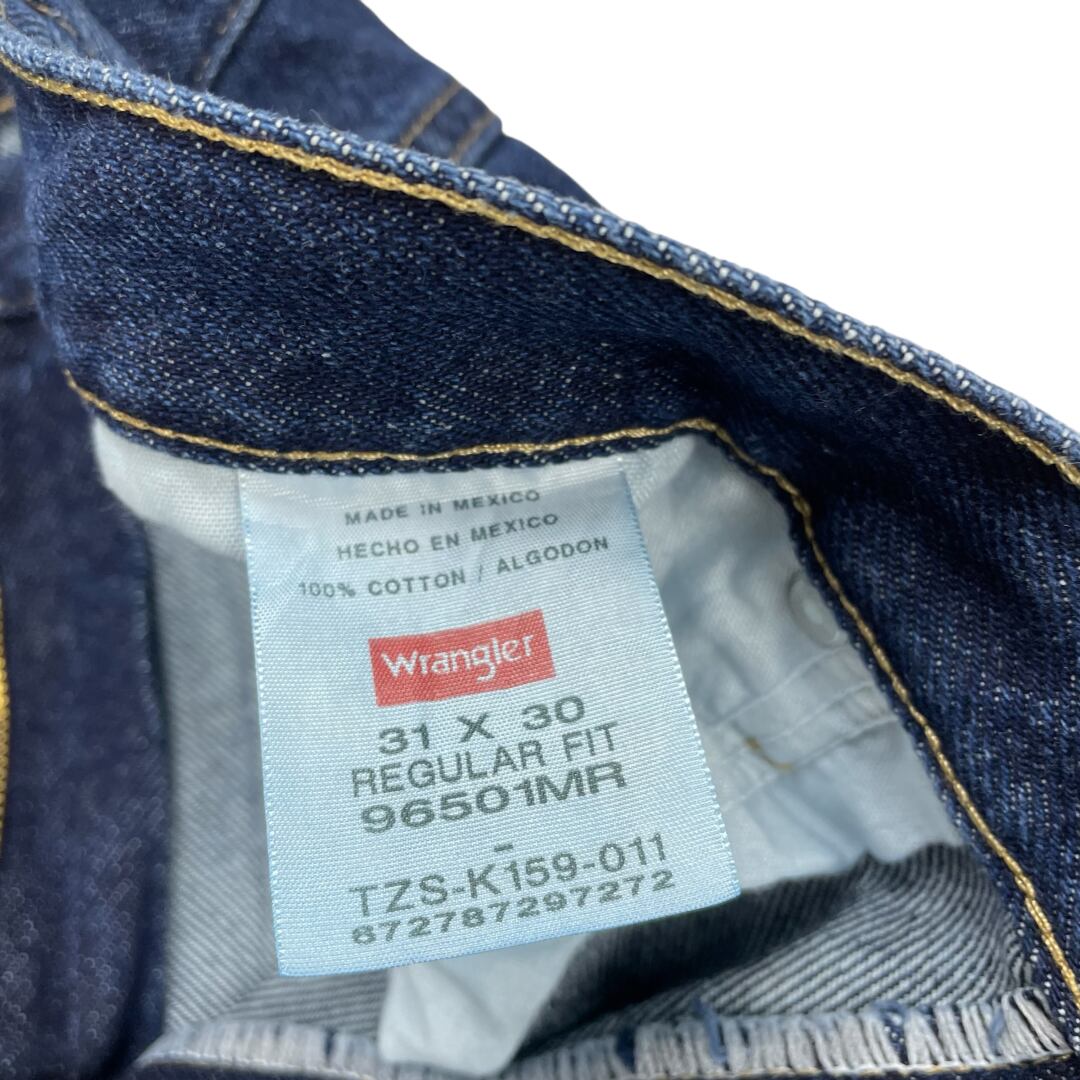 MADE IN MEXICO
HECHO EN MEXICO
100% COTTON / ALGODON
Wrangler
31 X 30
REGULAR FIT
96501MR
-
TZS-K159-011
672787297272